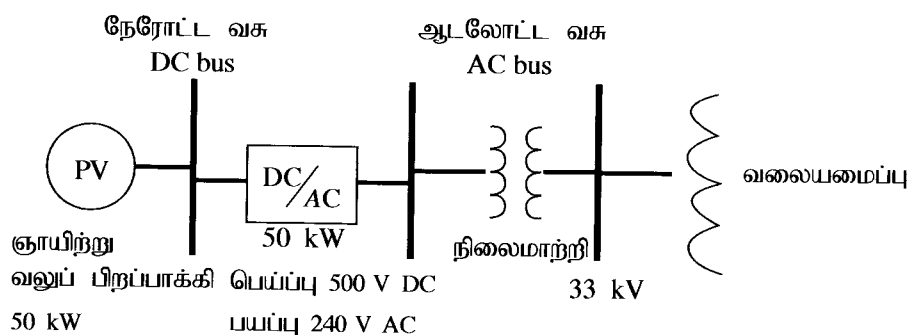 நேரோட்ட வசு
DC bus
ஆடலோட்ட வசு
AC bus
PV
DC/AC
50 kW
வலையமைப்பு
ஞாயிற்று
வலுப் பிறப்பாக்கி
50 kW
பெய்ப்பு 500 V DC
பயப்பு 240 V AC
நிலைமாற்றி
33 kV